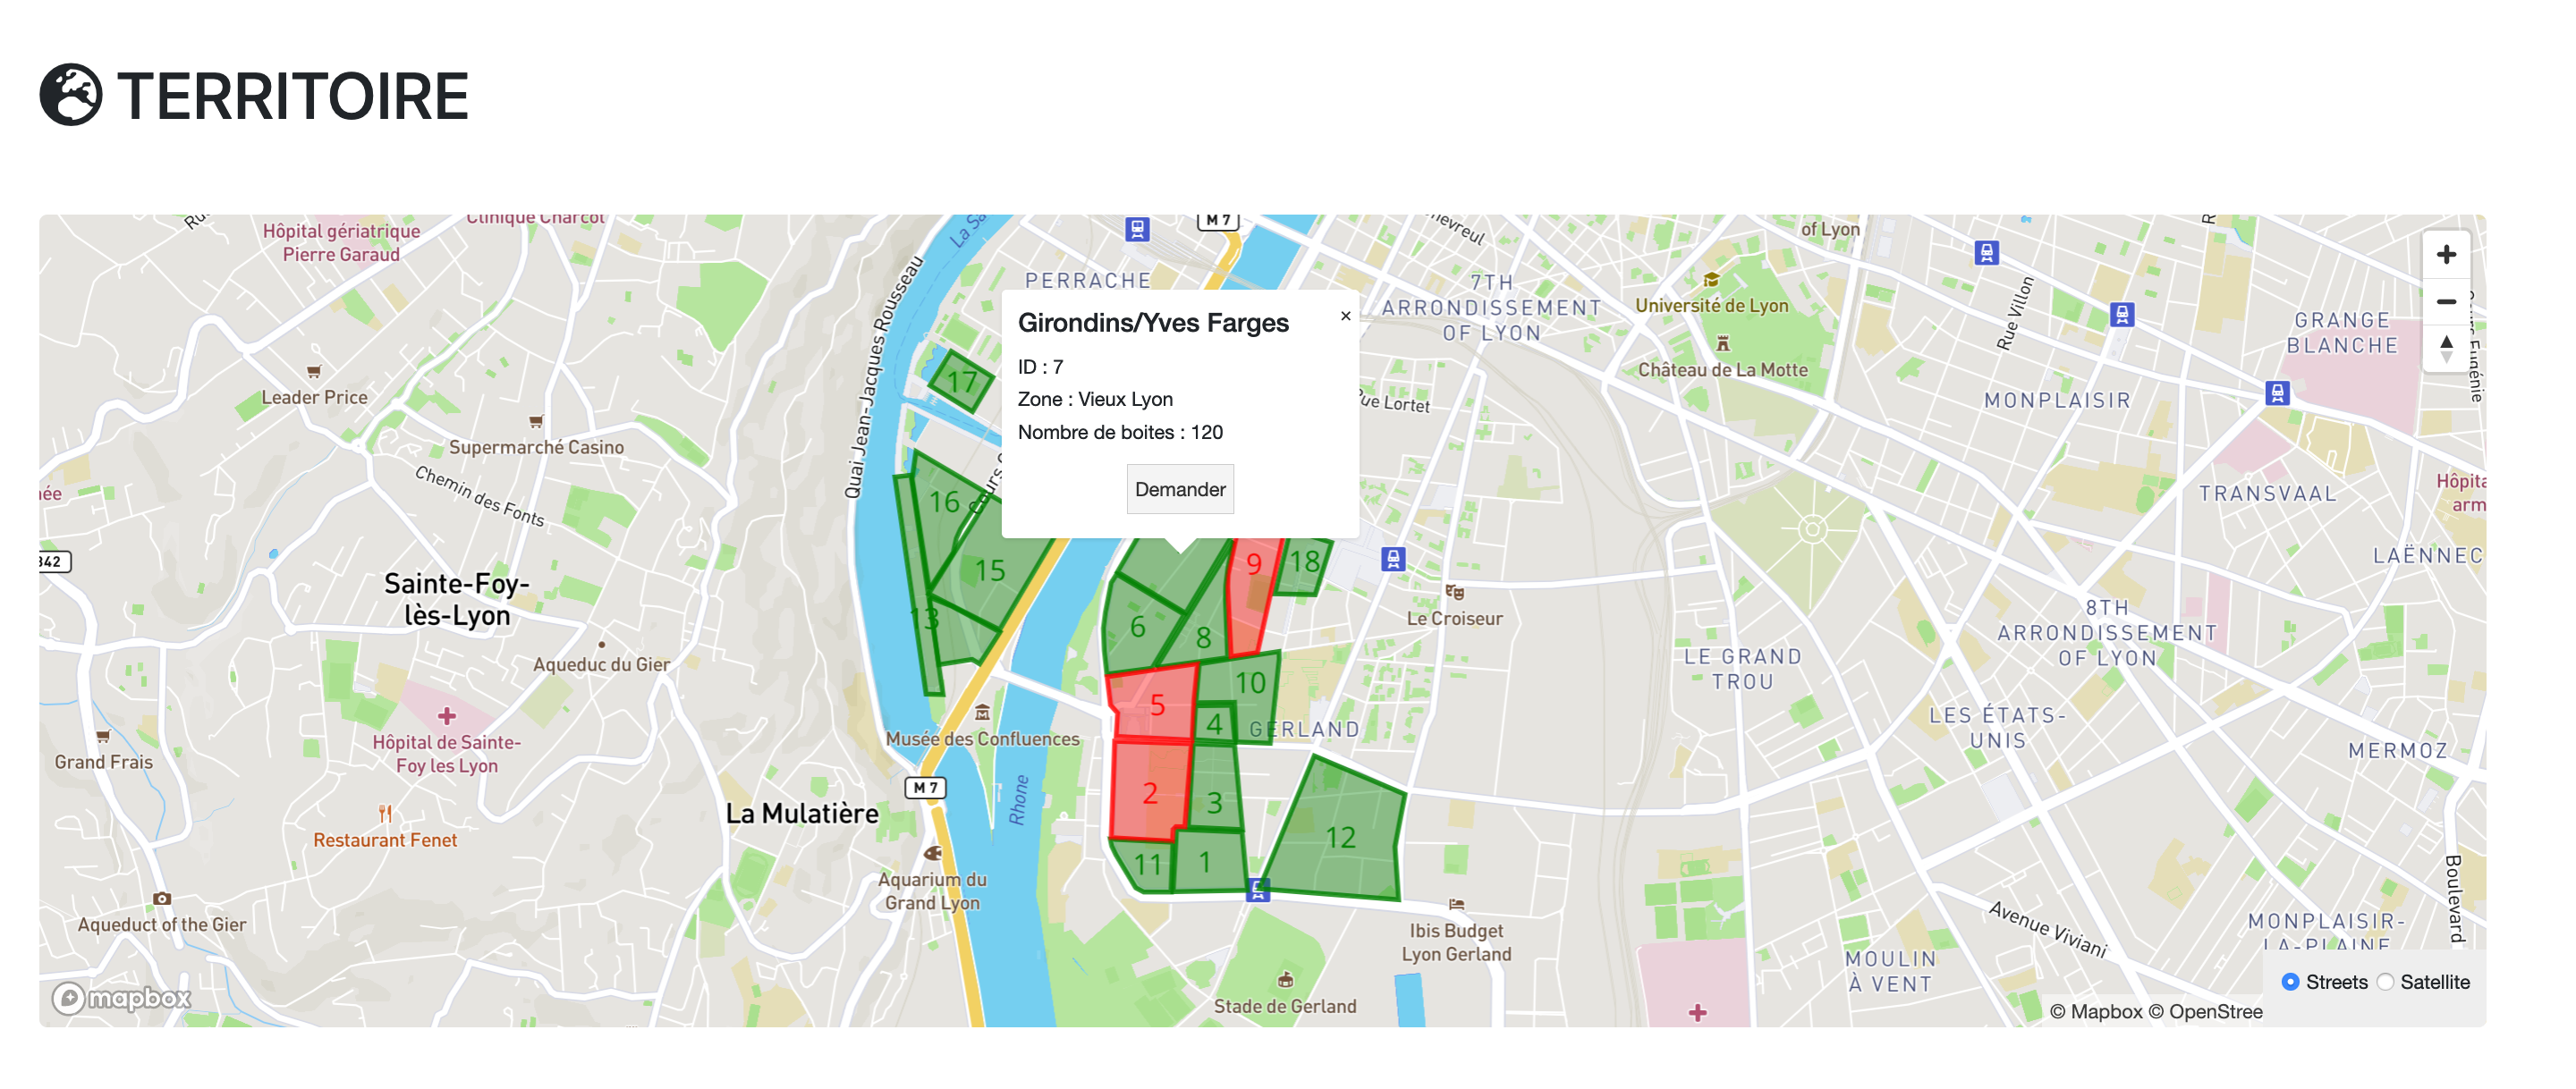 TERRITOIRE
Clinique Charcot
Hôpital gériatrique
Pierre Garaud
Leader Price
Supermarché Casino
Chemin des Fonts
Sainte-Foy-
lès-Lyon
Aqueduc du Gier
Hôpital de Sainte-
Foy les Lyon
Grand Frais
Restaurant Fenet
Aqueduct of the Gier
La Mulatière
Quai Jean-Jacques Rousseau
La Sa
PERRACHE
M 7
Girondins/Yves Farges
×
ID : 7
Zone : Vieux Lyon
Nombre de boites : 120
Demander
17
16
15
13
9
18
6
8
5
10
4
GERLAND
2
3
12
11
1
Musée des Confluences
M 7
Rhone
Aquarium du
Grand Lyon
Stade de Gerland
Ibis Budget
Lyon Gerland
Le Croiseur
7TH
ARRONDISSEMENT
OF LYON
of Lyon
Université de Lyon
Château de La Motte
Rue Villon
GRANGE
BLANCHE
MONPLAISIR
TRANSVAAL
Hôpita
arm
LAËNNEC
8TH
ARRONDISSEMENT
OF LYON
LE GRAND
TROU
LES ÉTATS-
UNIS
MERMOZ
Boulevard
Avenue Viviani
MONPLAISIR-
LA-PLAINE
MOULIN
À VENT
Streets
Satellite
© Mapbox © OpenStree
mapbox